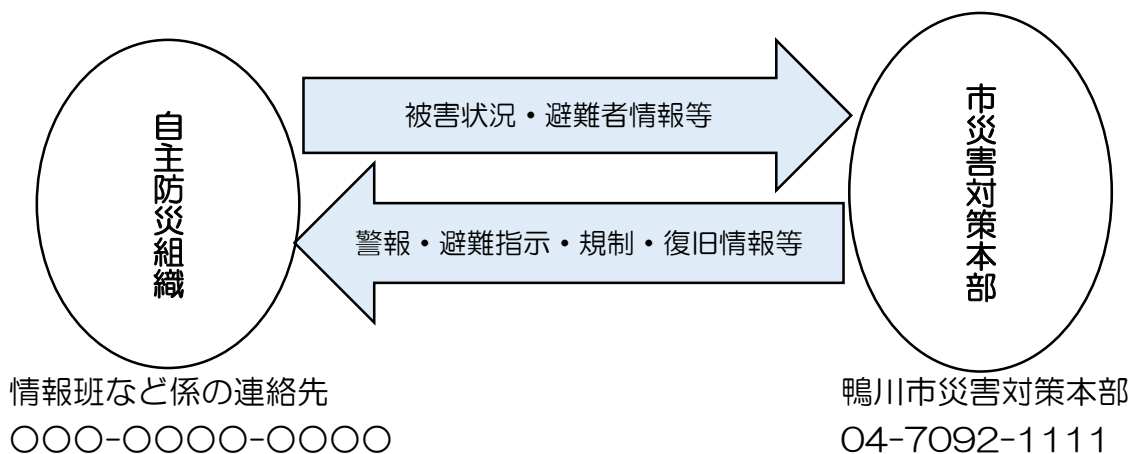 自主防災組織
被害状況・避難者情報等
警報・避難指示・規制・復旧情報等
市災害対策本部
情報班など係の連絡先
〇〇〇-〇〇〇〇-〇〇〇〇
鴨川市災害対策本部
04-7092-1111